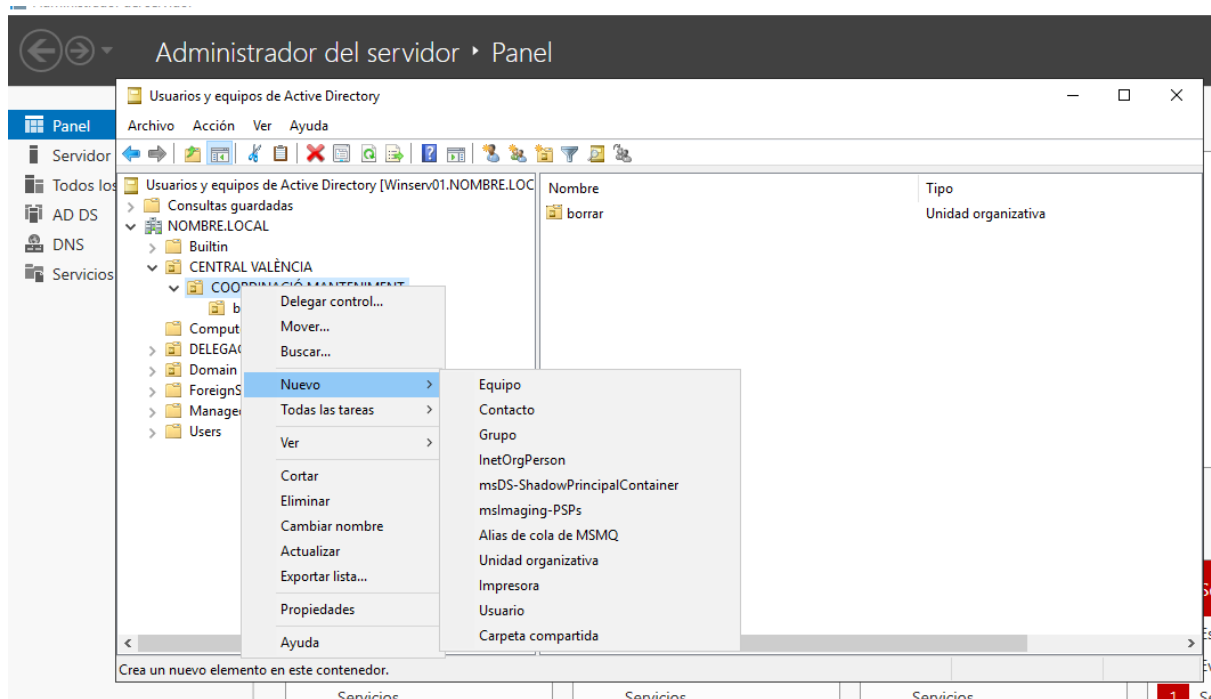 Administrador del servidor
Administrador del servidor ‣ Panel
Usuarios y equipos de Active Directory
Archivo Acción Ver Ayuda
Panel
Servidor
Todos los
AD DS
DNS
Servicios
Usuarios y equipos de Active Directory [Winserv01.NOMBRE.LOC
Consultas guardadas
NOMBRE.LOCAL
Builtin
CENTRAL VALÈNCIA
COORDINACIÓ MANTENIMENT
b
Comput
DELEGAC
Domain
ForeignS
Manage
Users
Nombre Tipo
borrar Unidad organizativa
Delegar control...
Mover...
Buscar...
Nuevo
Todas las tareas
Ver
Cortar
Eliminar
Cambiar nombre
Actualizar
Exportar lista...
Propiedades
Ayuda
Equipo
Contacto
Grupo
InetOrgPerson
msDS-ShadowPrincipalContainer
msImaging-PSPs
Alias de cola de MSMQ
Unidad organizativa
Impresora
Usuario
Carpeta compartida
Crea un nuevo elemento en este contenedor.
Servicios Servicios Servicios 1